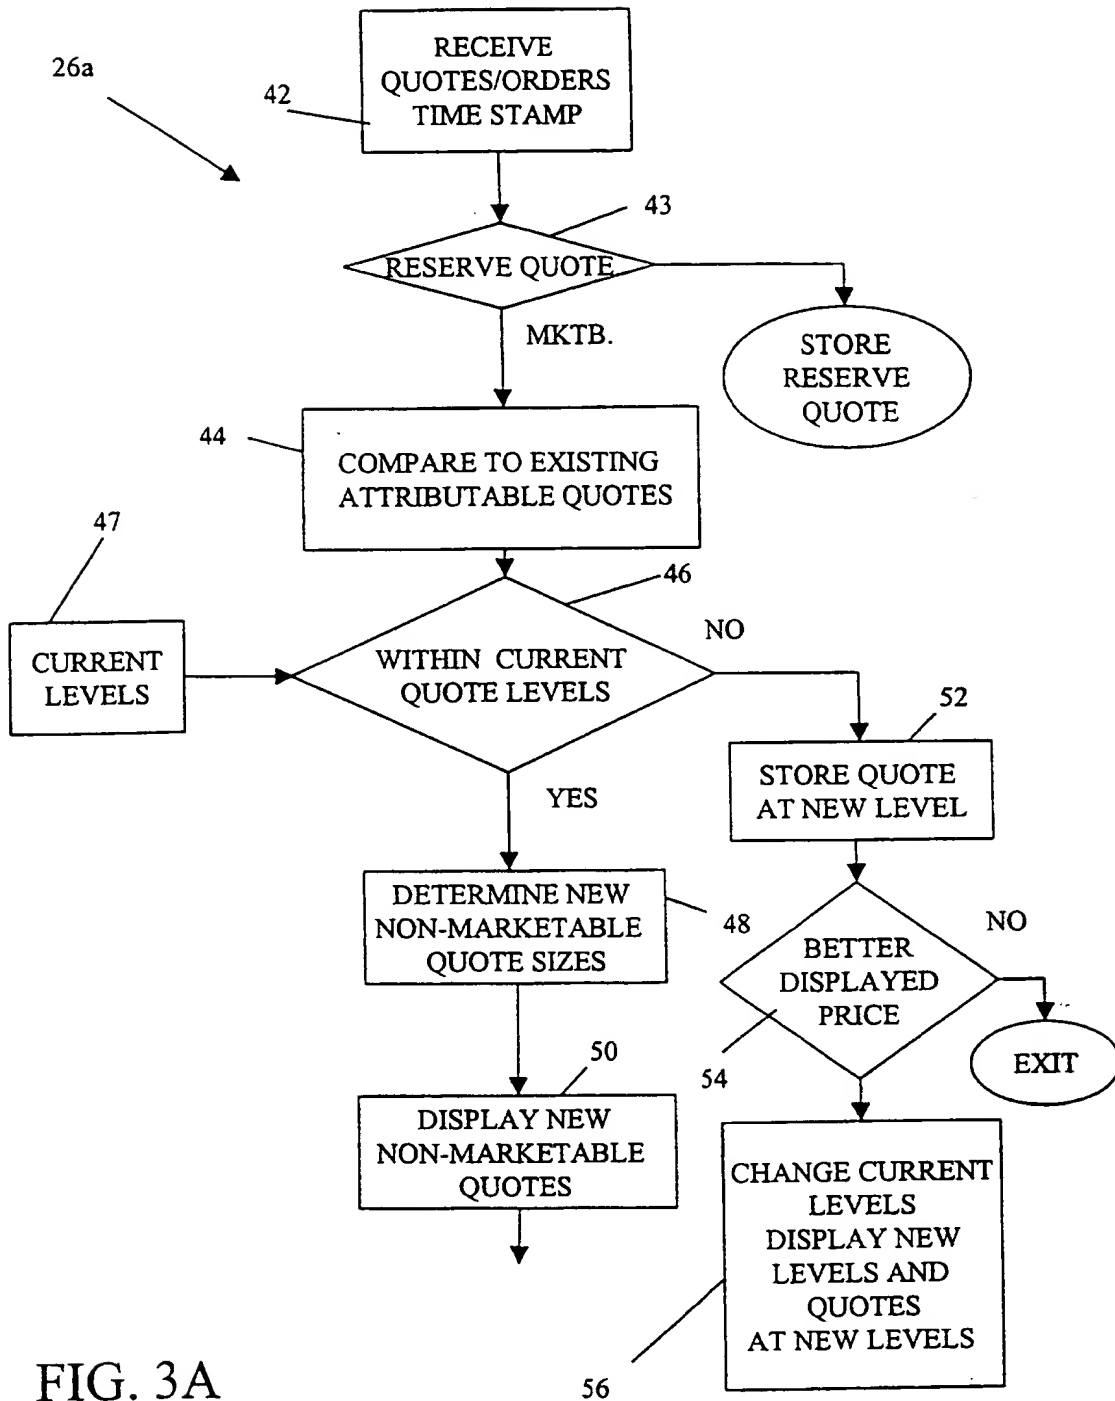 26a
RECEIVE
QUOTES/ORDERS
TIME STAMP
42
43
RESERVE QUOTE
MKTB.
STORE
RESERVE
QUOTE
44
COMPARE TO EXISTING
ATTRIBUTABLE QUOTES
47
46
CURRENT
LEVELS
WITHIN CURRENT
QUOTE LEVELS
NO
52
STORE QUOTE
AT NEW LEVEL
YES
DETERMINE NEW
NON-MARKETABLE
QUOTE SIZES
48
BETTER
DISPLAYED
PRICE
NO
54
EXIT
50
DISPLAY NEW
NON-MARKETABLE
QUOTES
CHANGE CURRENT
LEVELS
DISPLAY NEW
LEVELS AND
QUOTES
AT NEW LEVELS
56
FIG. 3A